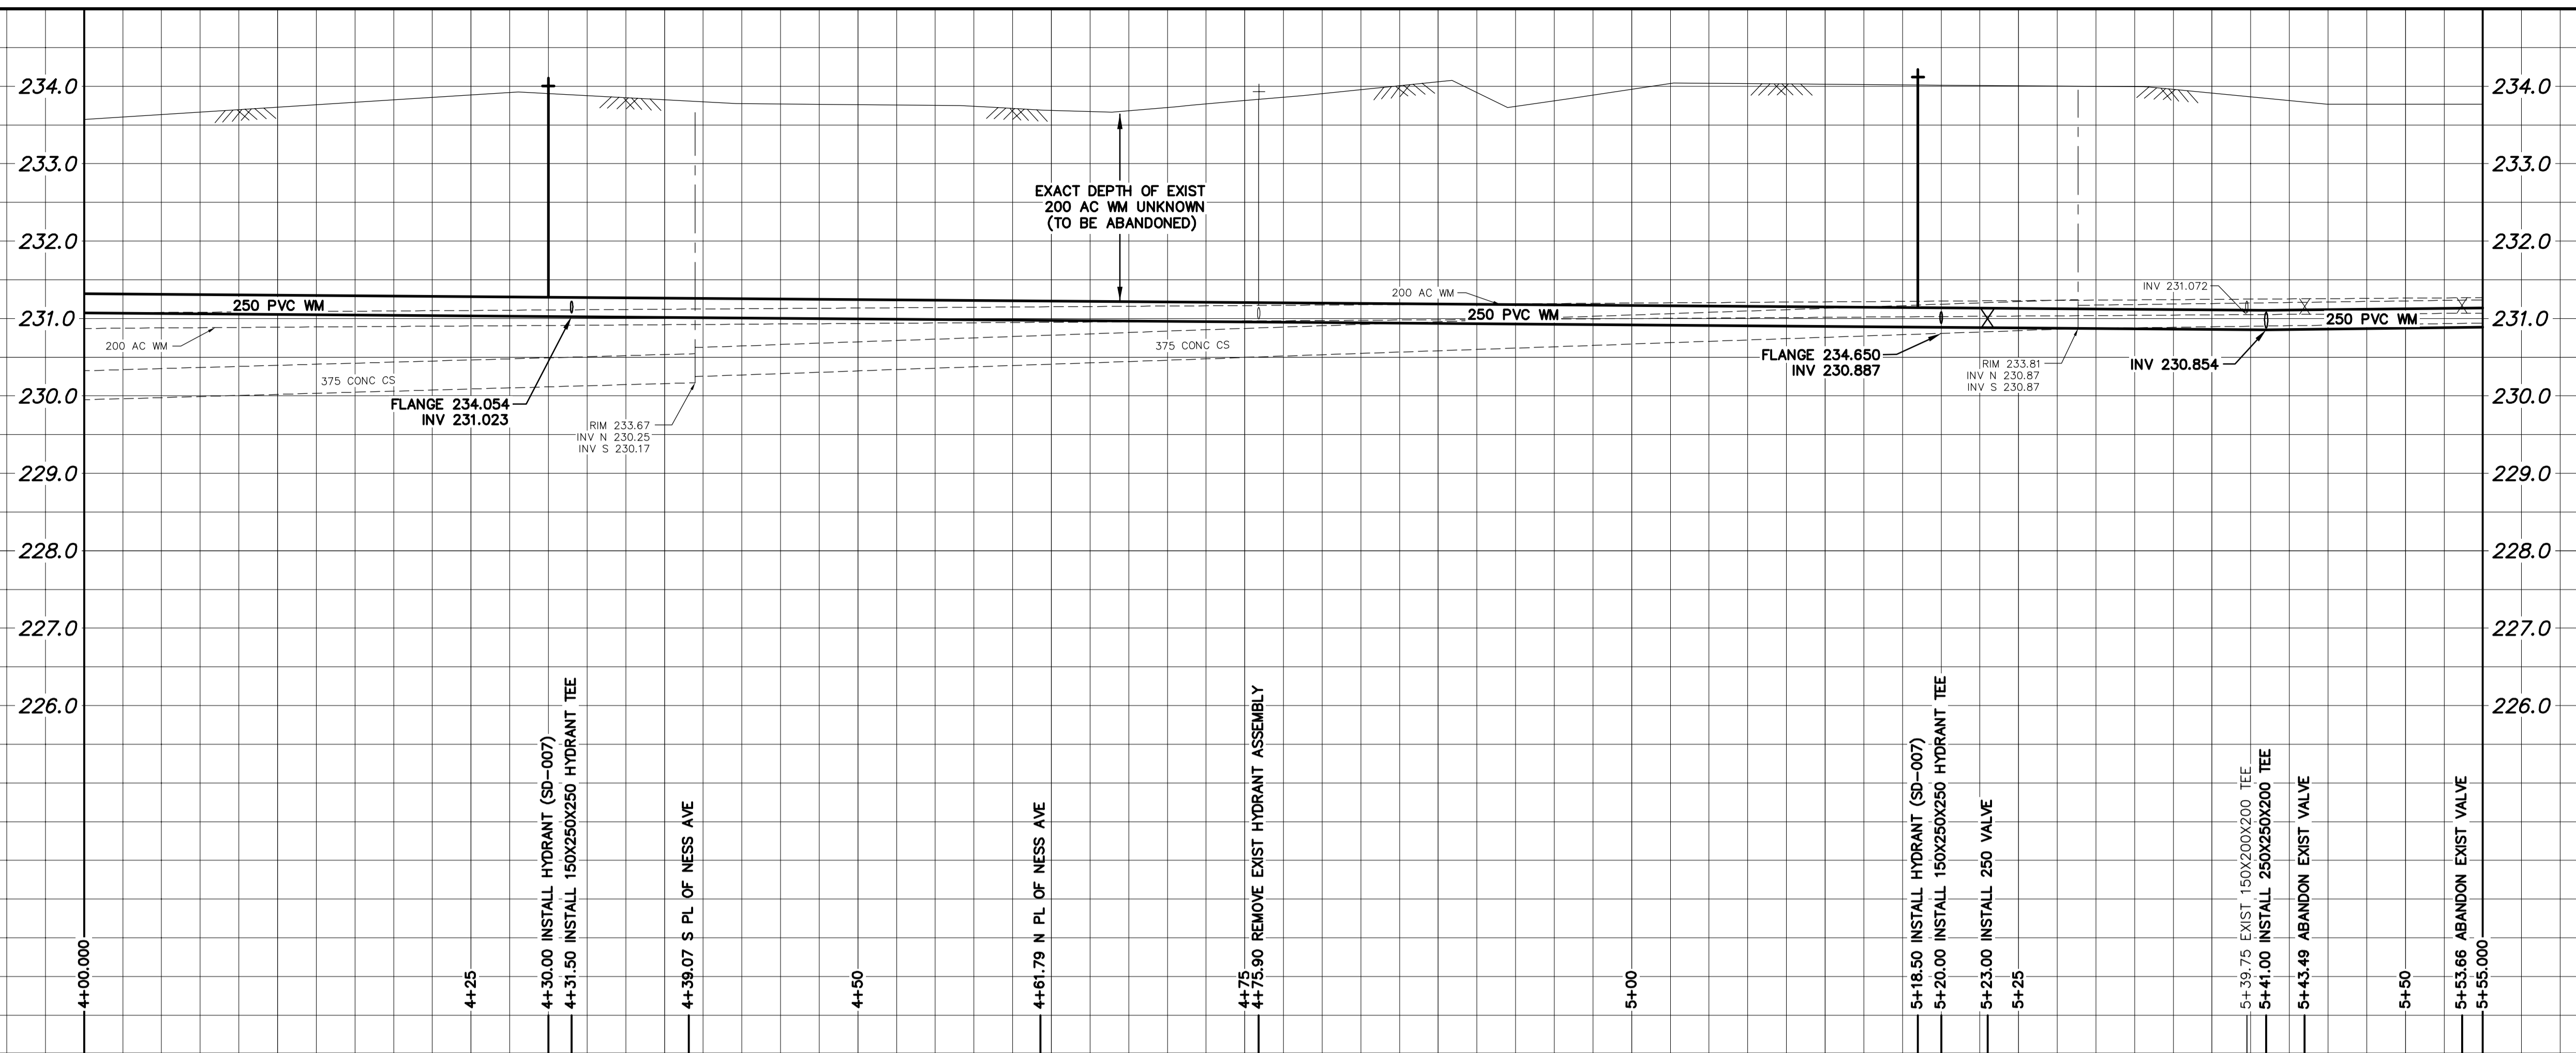 234.0
234.0
233.0
233.0
EXACT DEPTH OF EXIST
200 AC WM UNKNOWN
(TO BE ABANDONED)
232.0
232.0
INV 231.072
200 AC WM
250 PVC WM
231.0
250 PVC WM
250 PVC WM
231.0
200 AC WM
375 CONC CS
FLANGE 234.650
INV 230.887
RIM 233.81
INV N 230.87
INV S 230.87
INV 230.854
375 CONC CS
230.0
230.0
FLANGE 234.054
INV 231.023
RIM 233.67
INV N 230.25
INV S 230.17
229.0
229.0
228.0
228.0
227.0
227.0
226.0
226.0
4+00.000
4+25
4+30.00 INSTALL HYDRANT (SD-007)
4+31.50 INSTALL 150X250X250 HYDRANT TEE
4+39.07 S PL OF NESS AVE
4+50
4+61.79 N PL OF NESS AVE
4+75
4+75.90 REMOVE EXIST HYDRANT ASSEMBLY
5+00
5+18.50 INSTALL HYDRANT (SD-007)
5+20.00 INSTALL 150X250X250 HYDRANT TEE
5+23.00 INSTALL 250 VALVE
5+25
5+39.75 EXIST 150X200X200 TEE
5+41.00 INSTALL 250X250X200 TEE
5+43.49 ABANDON EXIST VALVE
5+50
5+53.66 ABANDON EXIST VALVE
5+55.000